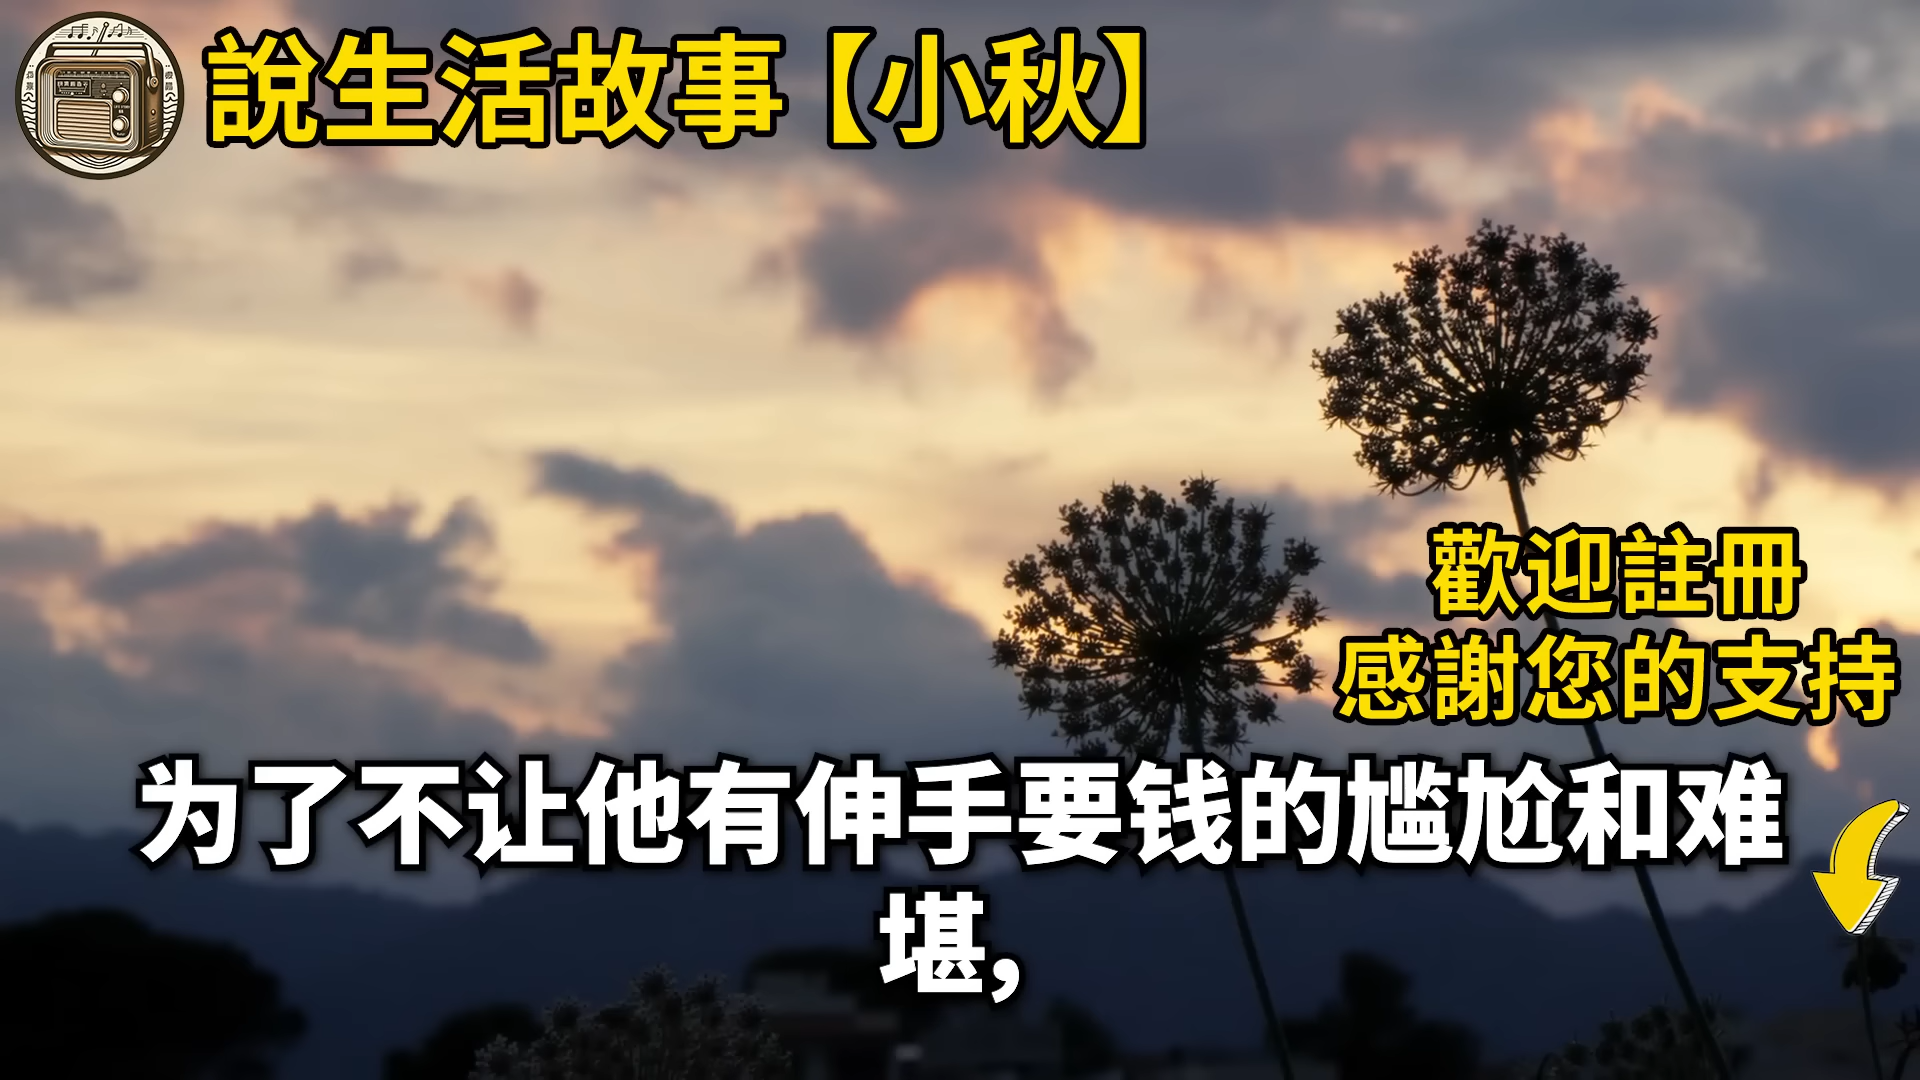 說生活故事【小秋】
歡迎註冊
感謝您的支持
为了不让他有伸手要钱的尴尬和难
堪，